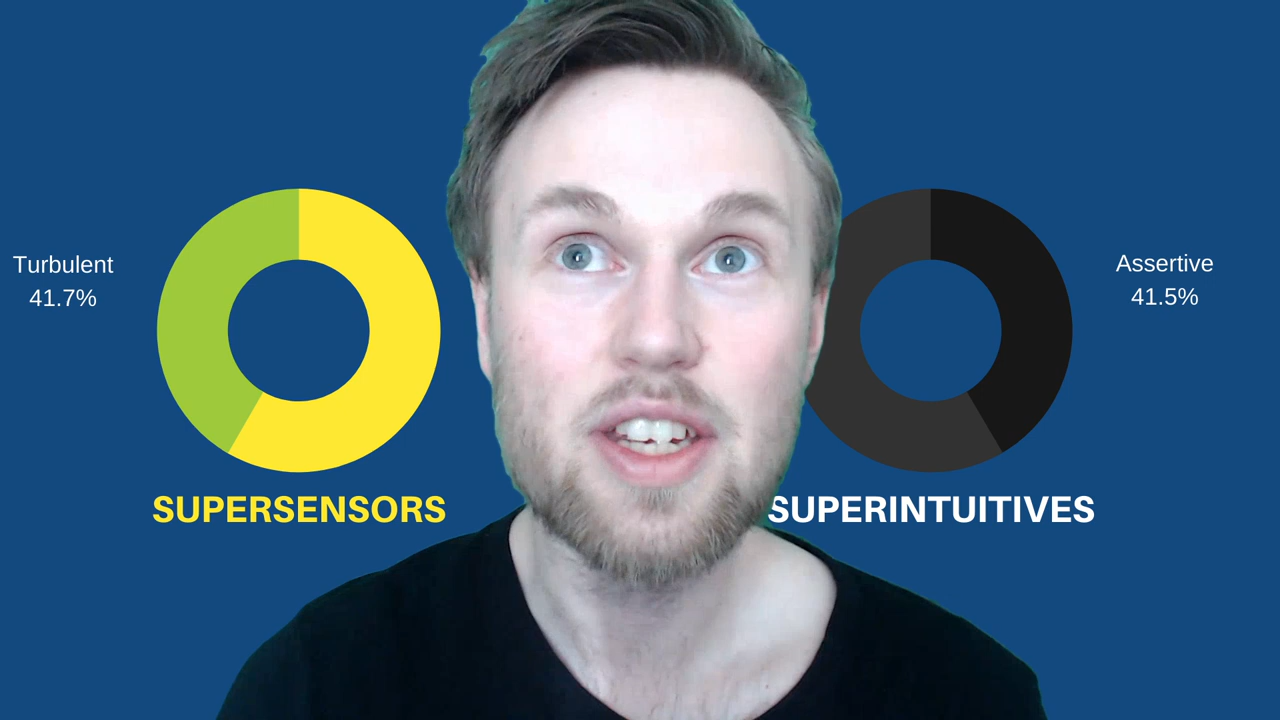 Turbulent
41.7%
Assertive
41.5%
SUPERSENSORS
SUPERINTUITIVES